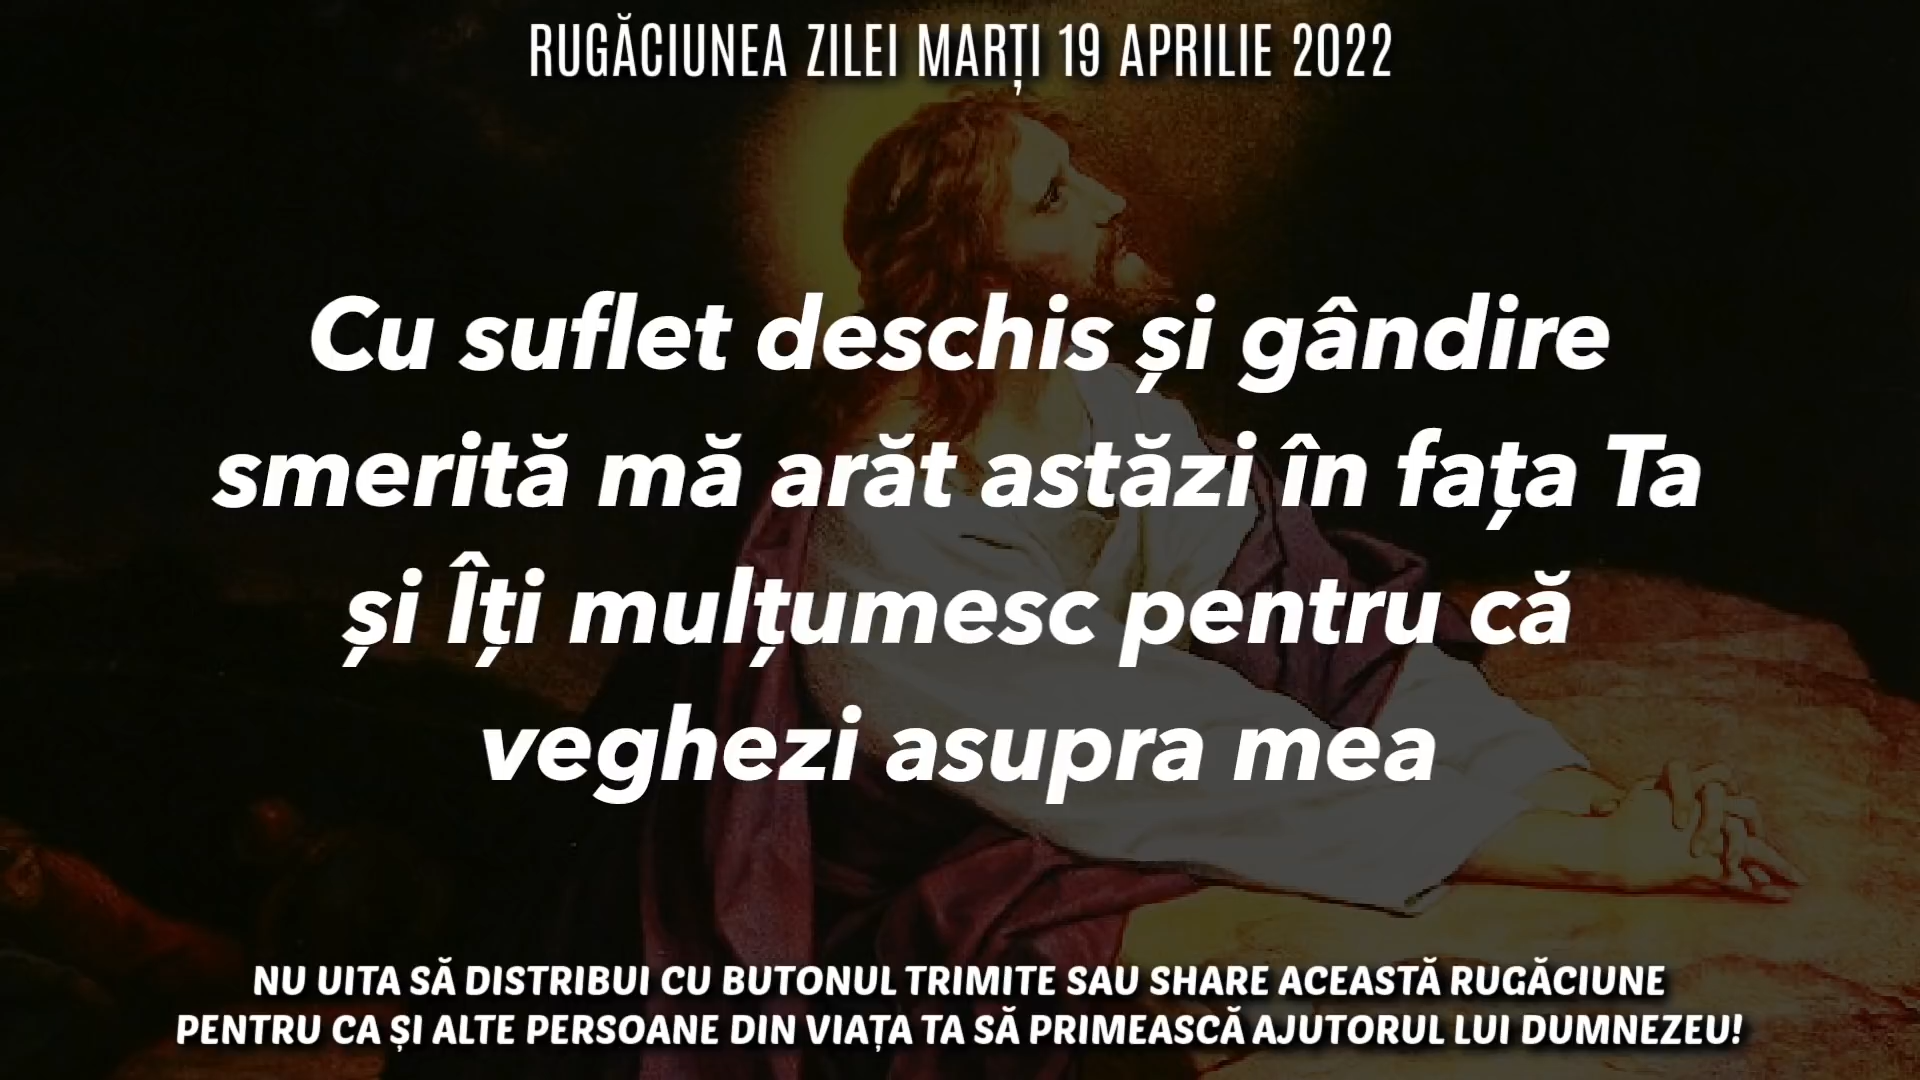 RUGĂCIUNEA ZILEI MARȚI 19 APRILIE 2022
Cu suflet deschis și gândire
smerită mă arăt astăzi în fața Ta
și Îți mulțumesc pentru că
veghezi asupra mea
NU UITA SĂ DISTRIBUI CU BUTONUL TRIMITE SAU SHARE ACEASTĂ RUGĂCIUNE
PENTRU CA ȘI ALTE PERSOANE DIN VIAȚA TA SĂ PRIMEASCĂ AJUTORUL LUI DUMNEZEU!